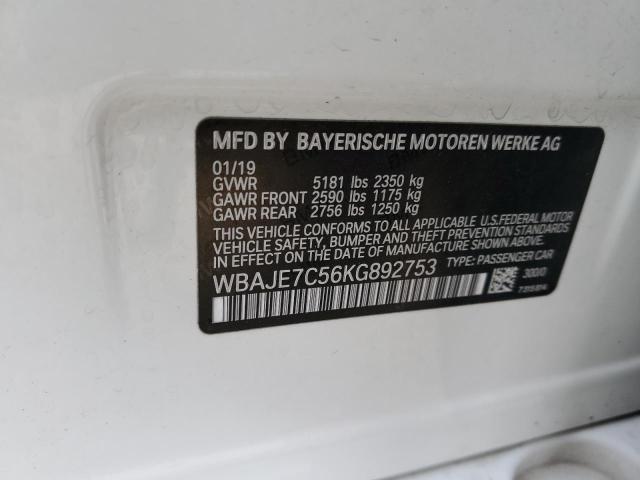 MFD BY BAYERISCHE MOTOREN WERKE AG
01/19
GVWR 5181 lbs 2350 kg
GAWR FRONT 2590 lbs 1175 kg
GAWR REAR 2756 lbs 1250 kg
THIS VEHICLE CONFORMS TO ALL APPLICABLE U.S.FEDERAL MOTOR
VEHICLE SAFETY, BUMPER AND THEFT PREVENTION STANDARDS
IN EFFECT ON THE DATE OF MANUFACTURE SHOWN ABOVE.
WBAJE7C56KG892753 TYPE: PASSENGER CAR
300/0